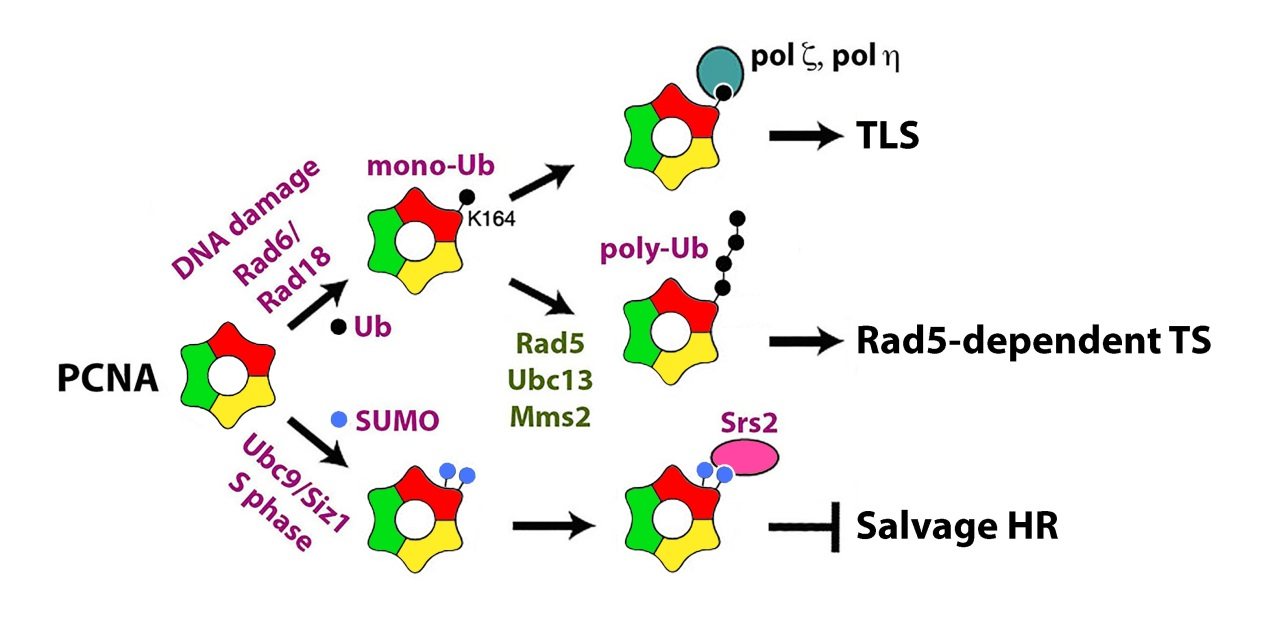 pol ζ, pol η
TLS
mono-Ub
K164
DNA damage
Rad6/
Rad18
Ub
poly-Ub
Rad5
Ubc13
Mms2
Rad5-dependent TS
PCNA
SUMO
Ubc9/Siz1
S phase
Srs2
Salvage HR